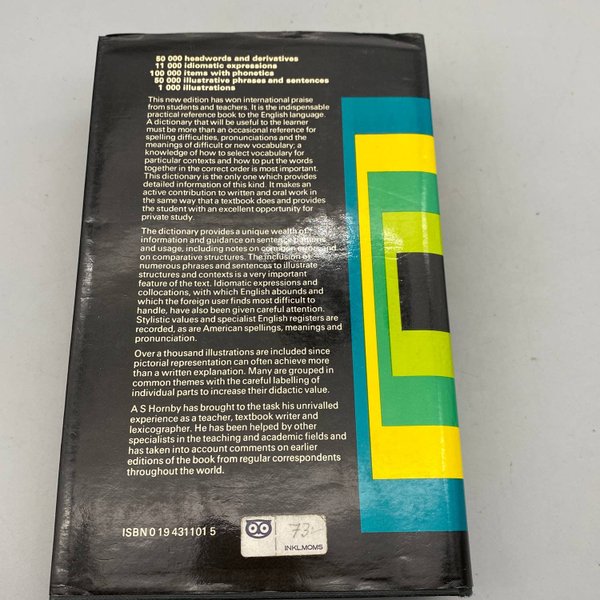 50 000 headwords and derivatives
11 000 idiomatic expressions
100 000 items with phonetics
50 000 illustrative phrases and sentences
1 000 illustrations
This new edition has won international praise
from students and teachers. It is the indispensable
practical reference book to the English language.
A dictionary that will be useful to the learner
must be more than an occasional reference for
spelling difficulties, pronunciations and the
meanings of difficult or new vocabulary; a
knowledge of how to select vocabulary for
particular contexts and how to put the words
together in the correct order is most important.
This dictionary is the only one which provides
detailed information of this kind. It makes an
active contribution to written and oral work in
the same way that a textbook does and provides
the student with an excellent opportunity for
private study.
The dictionary provides a unique wealth of
information and guidance on sentence patterns
and usage, including notes on common errors and
on comparative structures. The inclusion of
numerous phrases and sentences to illustrate
structures and contexts is a very important
feature of the text. Idiomatic expressions and
collocations, with which English abounds and
which the foreign user finds most difficult to
handle, have also been given careful attention.
Stylistic values and specialist English registers are
recorded, as are American spellings, meanings and
pronunciation.
Over a thousand illustrations are included since
pictorial representation can often achieve more
than a written explanation. Many are grouped in
common themes with the careful labelling of
individual parts to increase their didactic value.
A S Hornby has brought to the task his unrivalled
experience as a teacher, textbook writer and
lexicographer. He has been helped by other
specialists in the teaching and academic fields and
has taken into account comments on earlier
editions of the book from regular correspondents
throughout the world.
ISBN 0 19 431101 5
73
INKL.MOMS